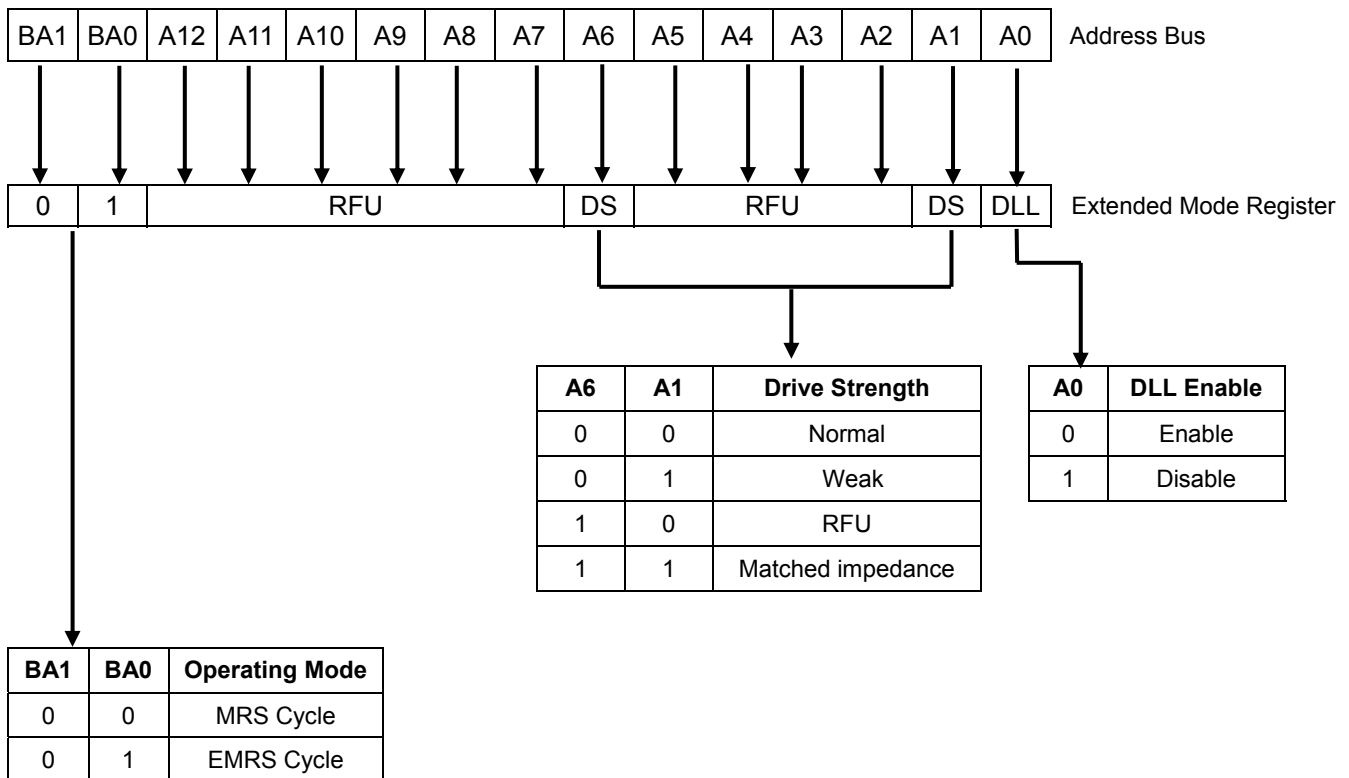 BA1 BA0 A12 A11 A10 A9 A8 A7 A6 A5 A4 A3 A2 A1 A0 Address Bus
0 1 RFU DS RFU DS DLL Extended Mode Register
A6 A1 Drive Strength
0 0 Normal
0 1 Weak
1 0 RFU
1 1 Matched impedance
A0 DLL Enable
0 Enable
1 Disable
BA1 BA0 Operating Mode
0 0 MRS Cycle
0 1 EMRS Cycle